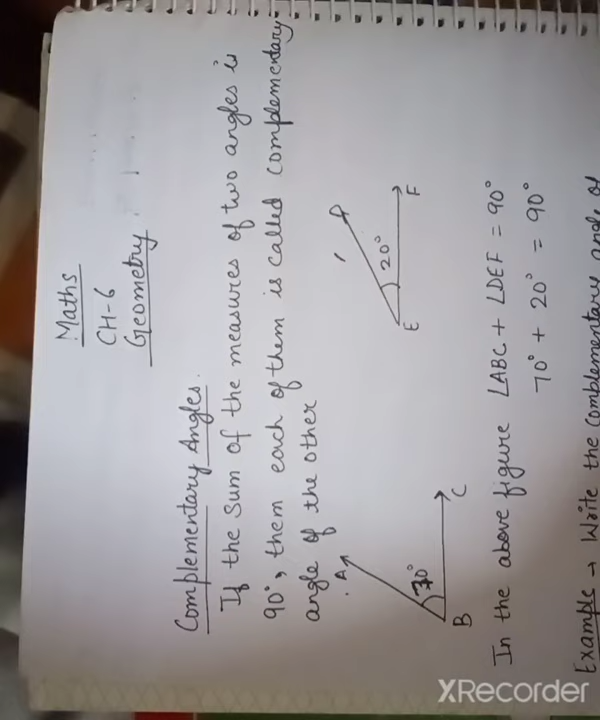 Maths
CH-6
Geometry
Complementary Angles.
If the Sum of the measures of two angles is
90°, them each of them is called complementary
angle of the other
A
70°
B
C
D
20°
E
F
In the above figure ∠ABC + ∠DEF = 90°
70° + 20° = 90°
Example → Write the complementary angle of
XRecorder